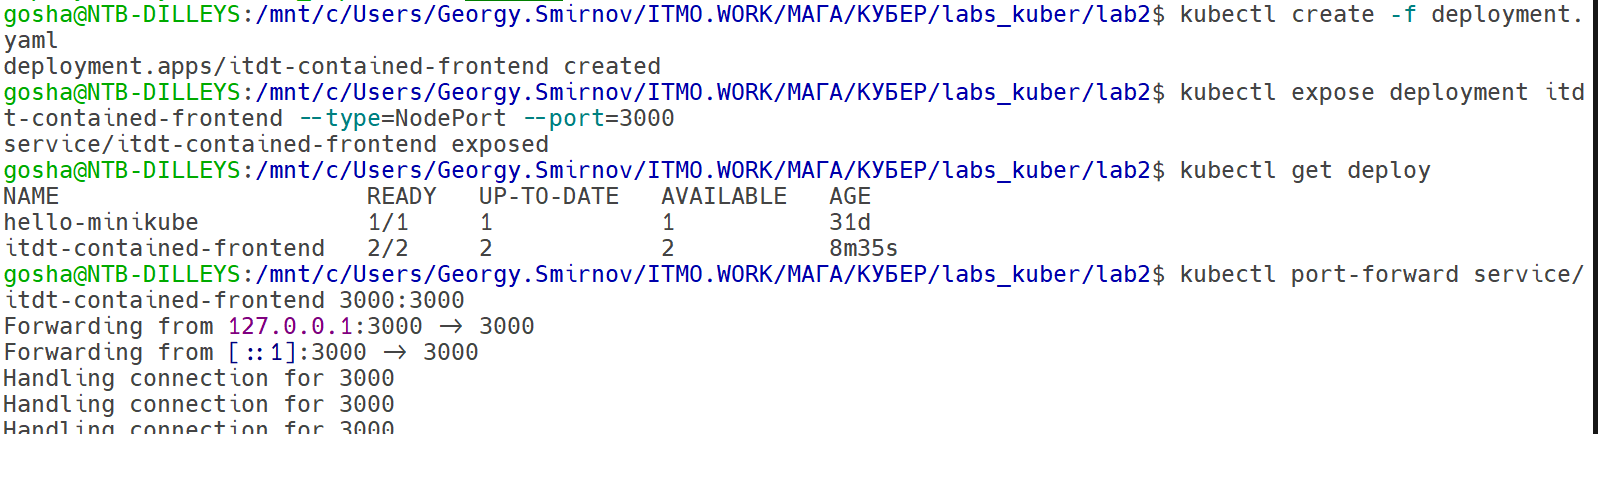 gosha@NTB-DILLEYS:/mnt/c/Users/Georgy.Smirnov/ITMO.WORK/МАГА/КУБЕР/labs_kuber/lab2$ kubectl create -f deployment.
yaml
deployment.apps/itdt-contained-frontend created
gosha@NTB-DILLEYS:/mnt/c/Users/Georgy.Smirnov/ITMO.WORK/МАГА/КУБЕР/labs_kuber/lab2$ kubectl expose deployment itd
t-contained-frontend --type=NodePort --port=3000
service/itdt-contained-frontend exposed
gosha@NTB-DILLEYS:/mnt/c/Users/Georgy.Smirnov/ITMO.WORK/МАГА/КУБЕР/labs_kuber/lab2$ kubectl get deploy
NAME                      READY   UP-TO-DATE   AVAILABLE   AGE
hello-minikube            1/1     1            1           31d
itdt-contained-frontend   2/2     2            2           8m35s
gosha@NTB-DILLEYS:/mnt/c/Users/Georgy.Smirnov/ITMO.WORK/МАГА/КУБЕР/labs_kuber/lab2$ kubectl port-forward service/
itdt-contained-frontend 3000:3000
Forwarding from 127.0.0.1:3000 -> 3000
Forwarding from [::1]:3000 -> 3000
Handling connection for 3000
Handling connection for 3000
Handling connection for 3000